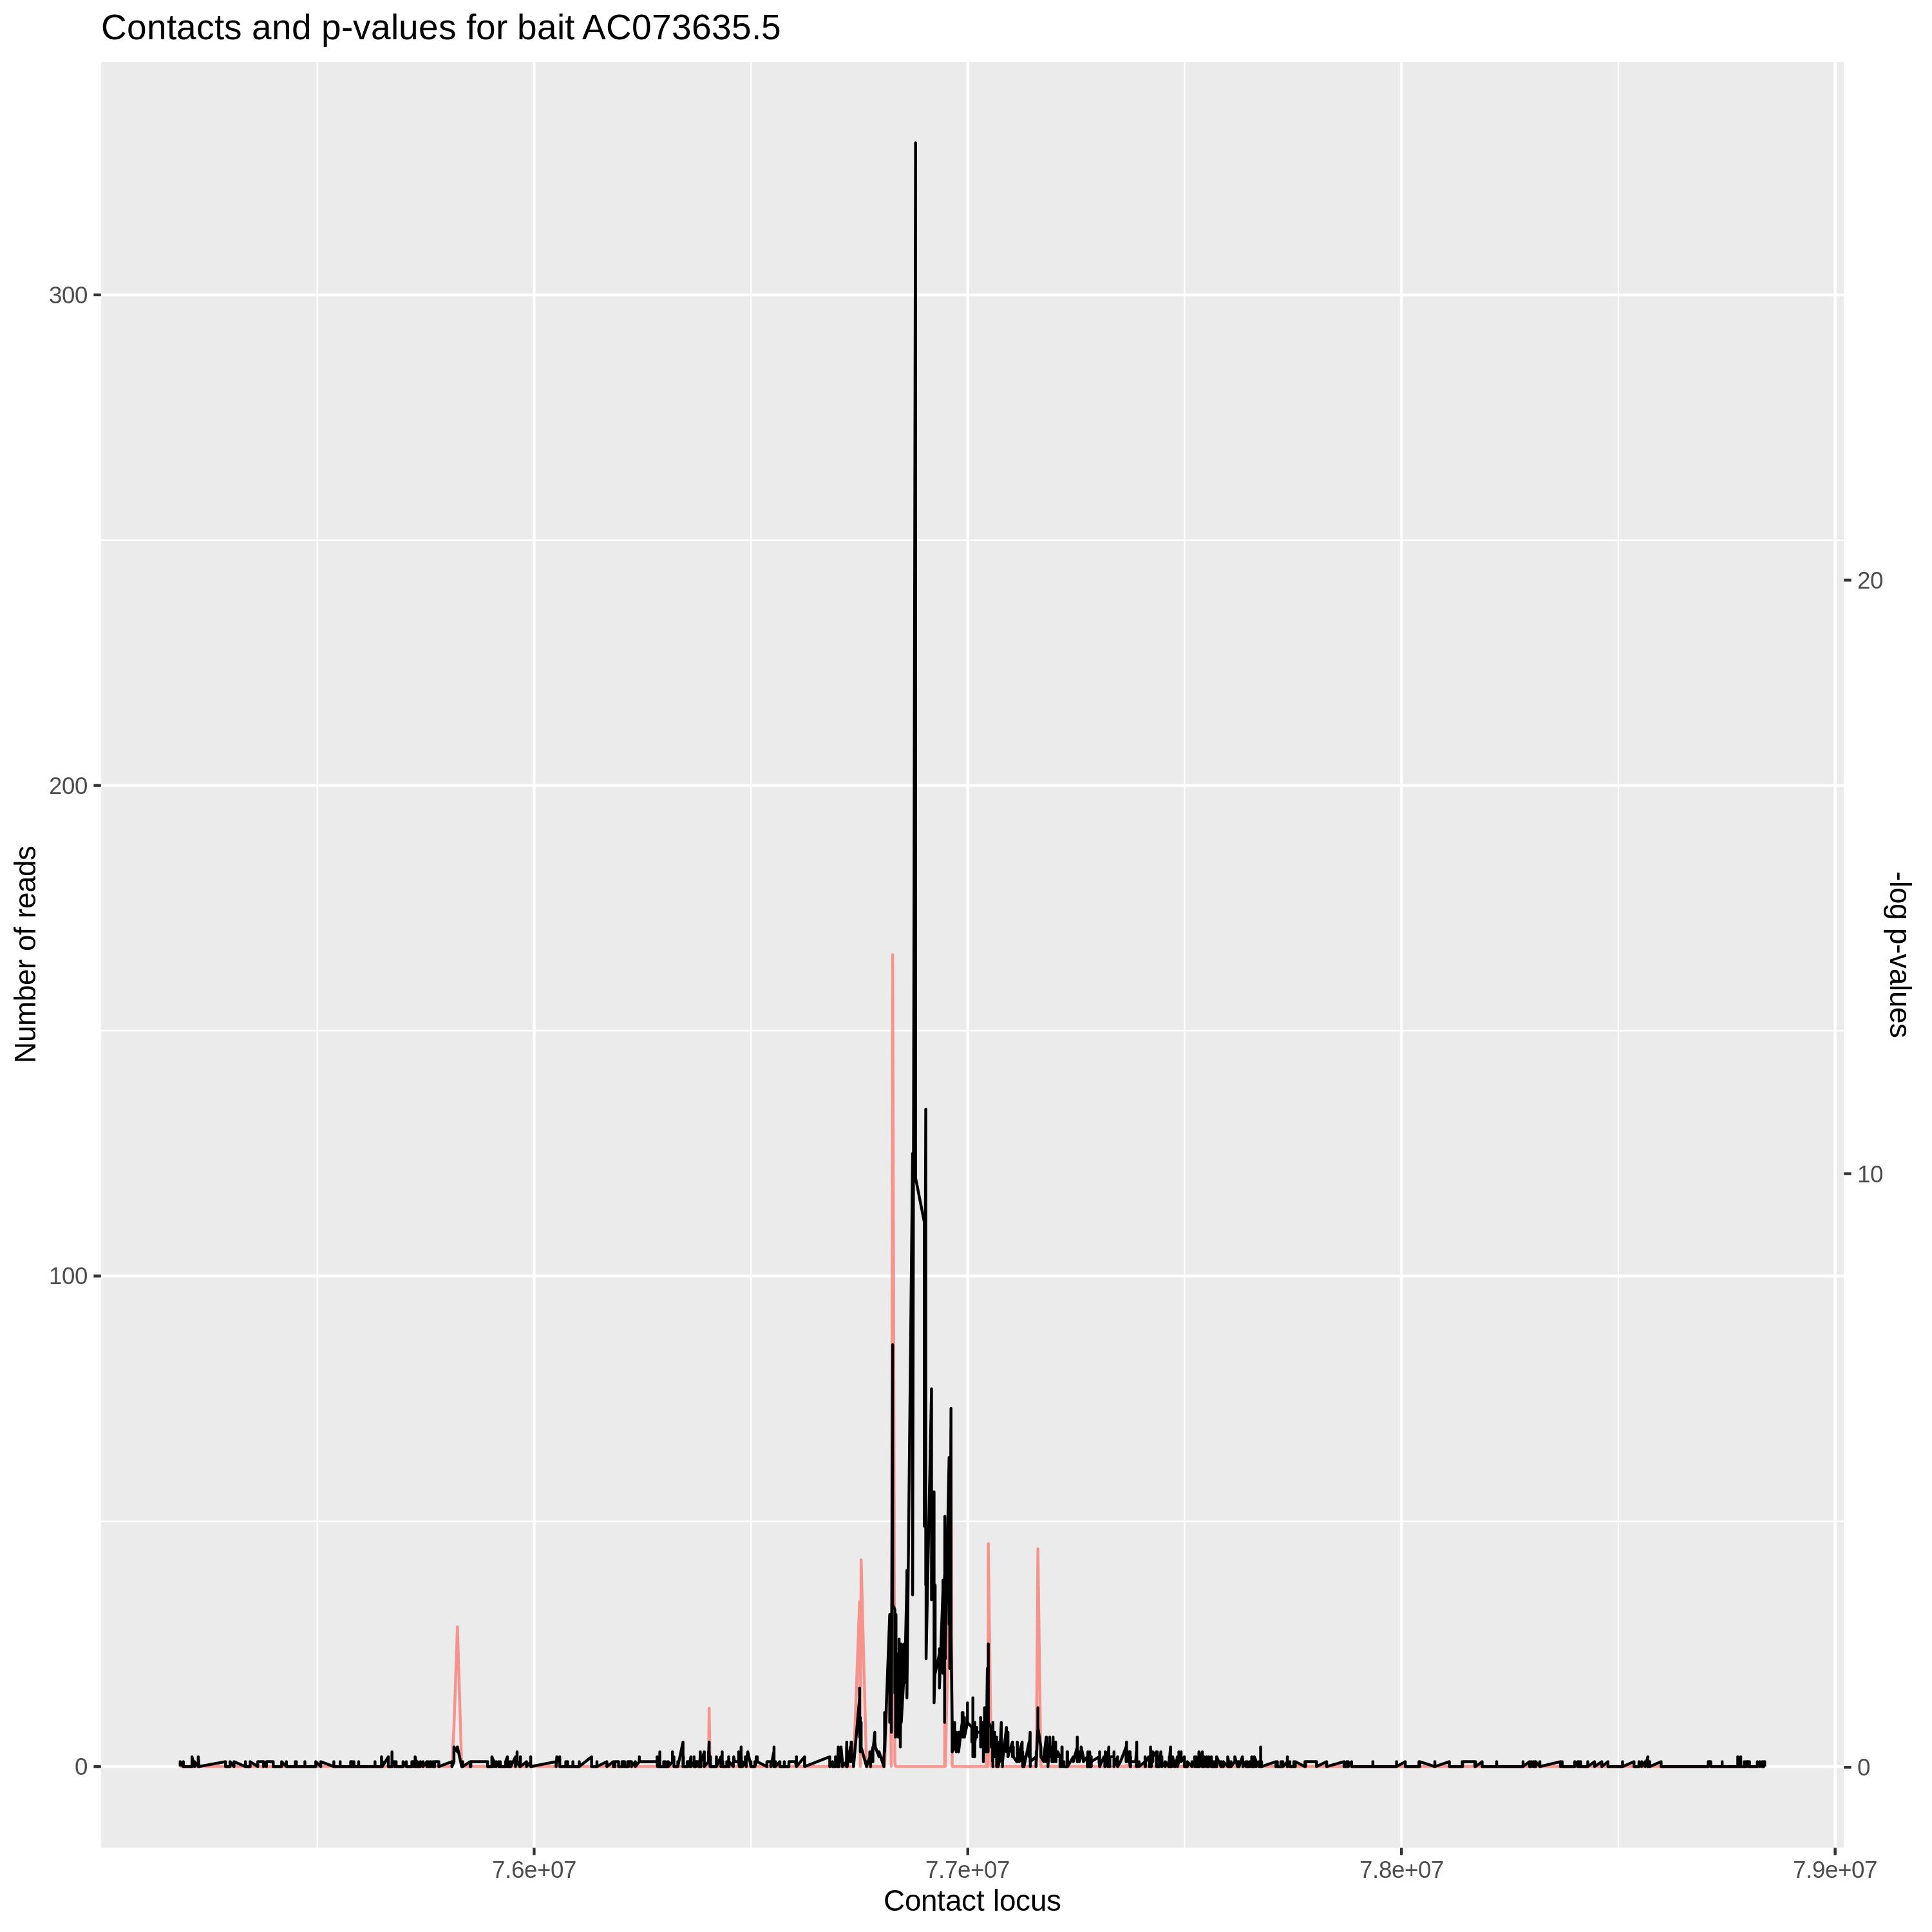 Contacts and p-values for bait AC073635.5
300
200
100
0
Number of reads
20
10
0
-log p-values
7.6e+07 7.7e+07 7.8e+07 7.9e+07
Contact locus